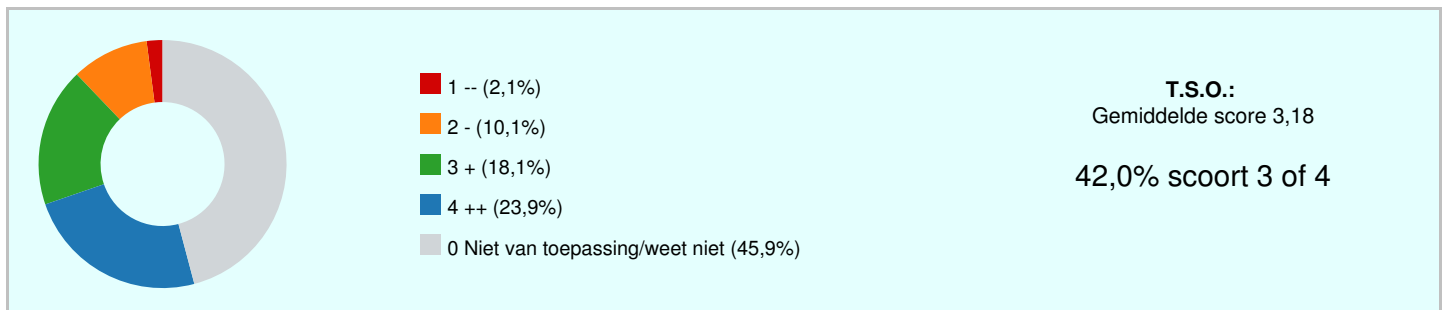 1 -- (2,1%)
2 - (10,1%)
3 + (18,1%)
4 ++ (23,9%)
0 Niet van toepassing/weet niet (45,9%)
T.S.O.:
Gemiddelde score 3,18
42,0% scoort 3 of 4